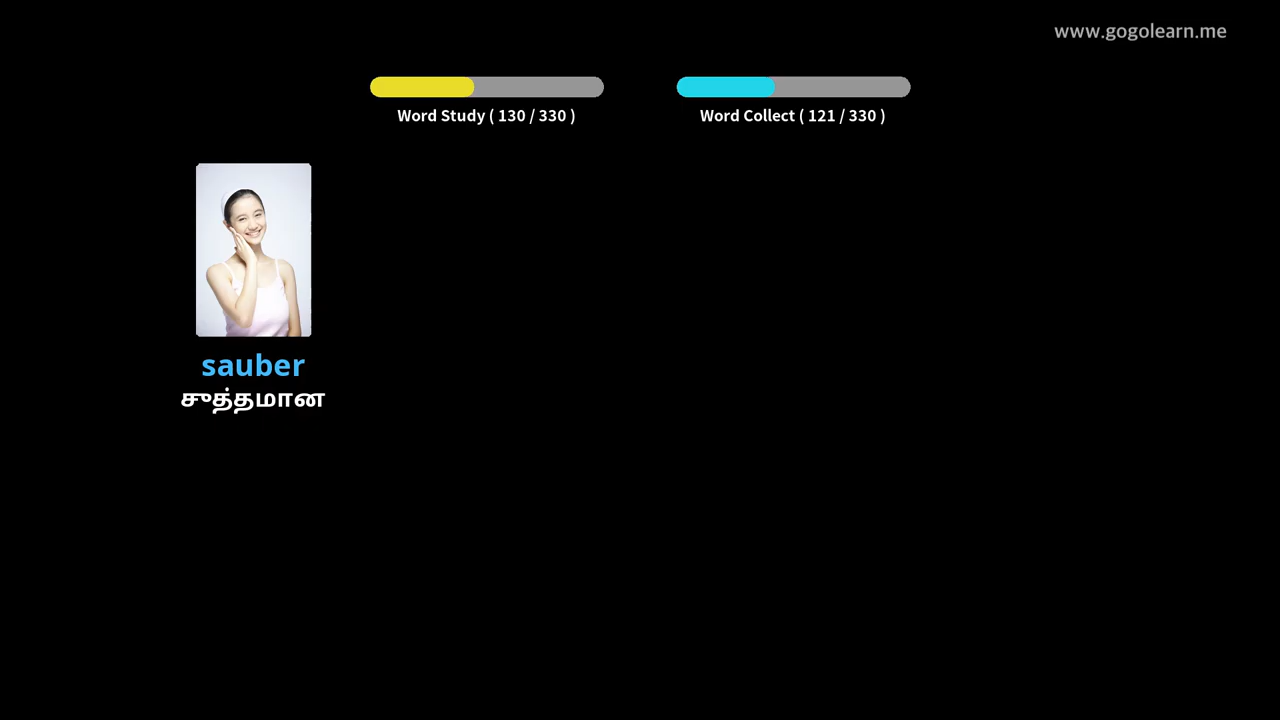 www.gogolearn.me
Word Study ( 130 / 330 )
Word Collect ( 121 / 330 )
sauber
சுத்தமான